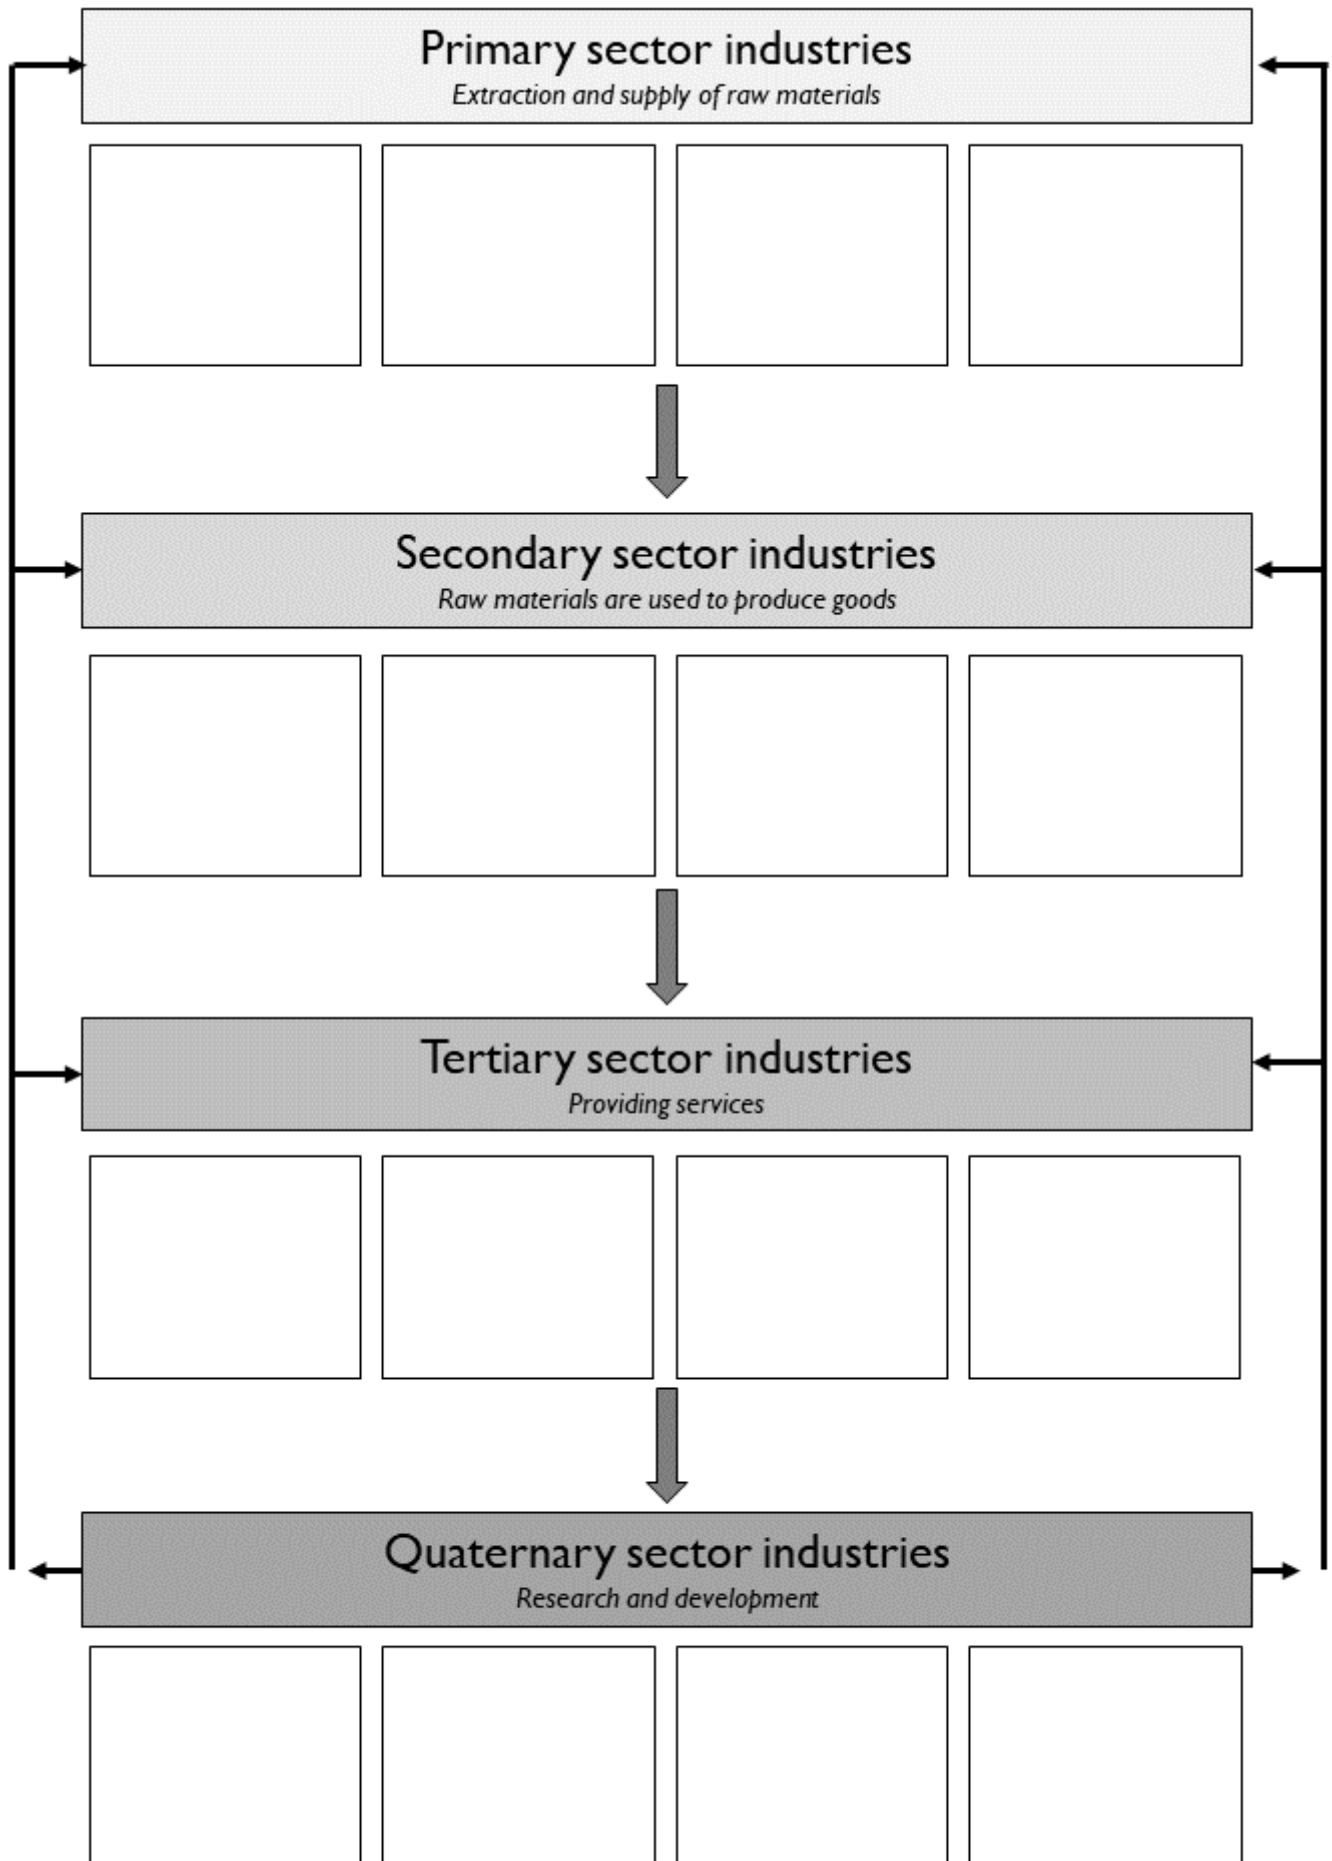 Primary sector industries
Extraction and supply of raw materials
Secondary sector industries
Raw materials are used to produce goods
Tertiary sector industries
Providing services
Quaternary sector industries
Research and development